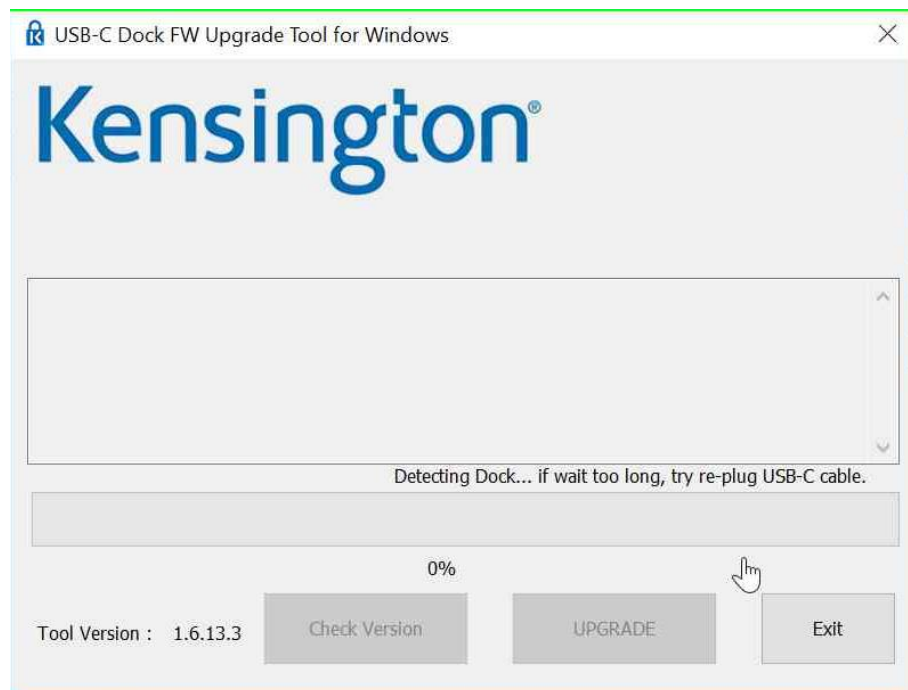 USB-C Dock FW Upgrade Tool for Windows
Kensington®
Detecting Dock... if wait too long, try re-plug USB-C cable.
0%
Tool Version : 1.6.13.3
Check Version
UPGRADE
Exit